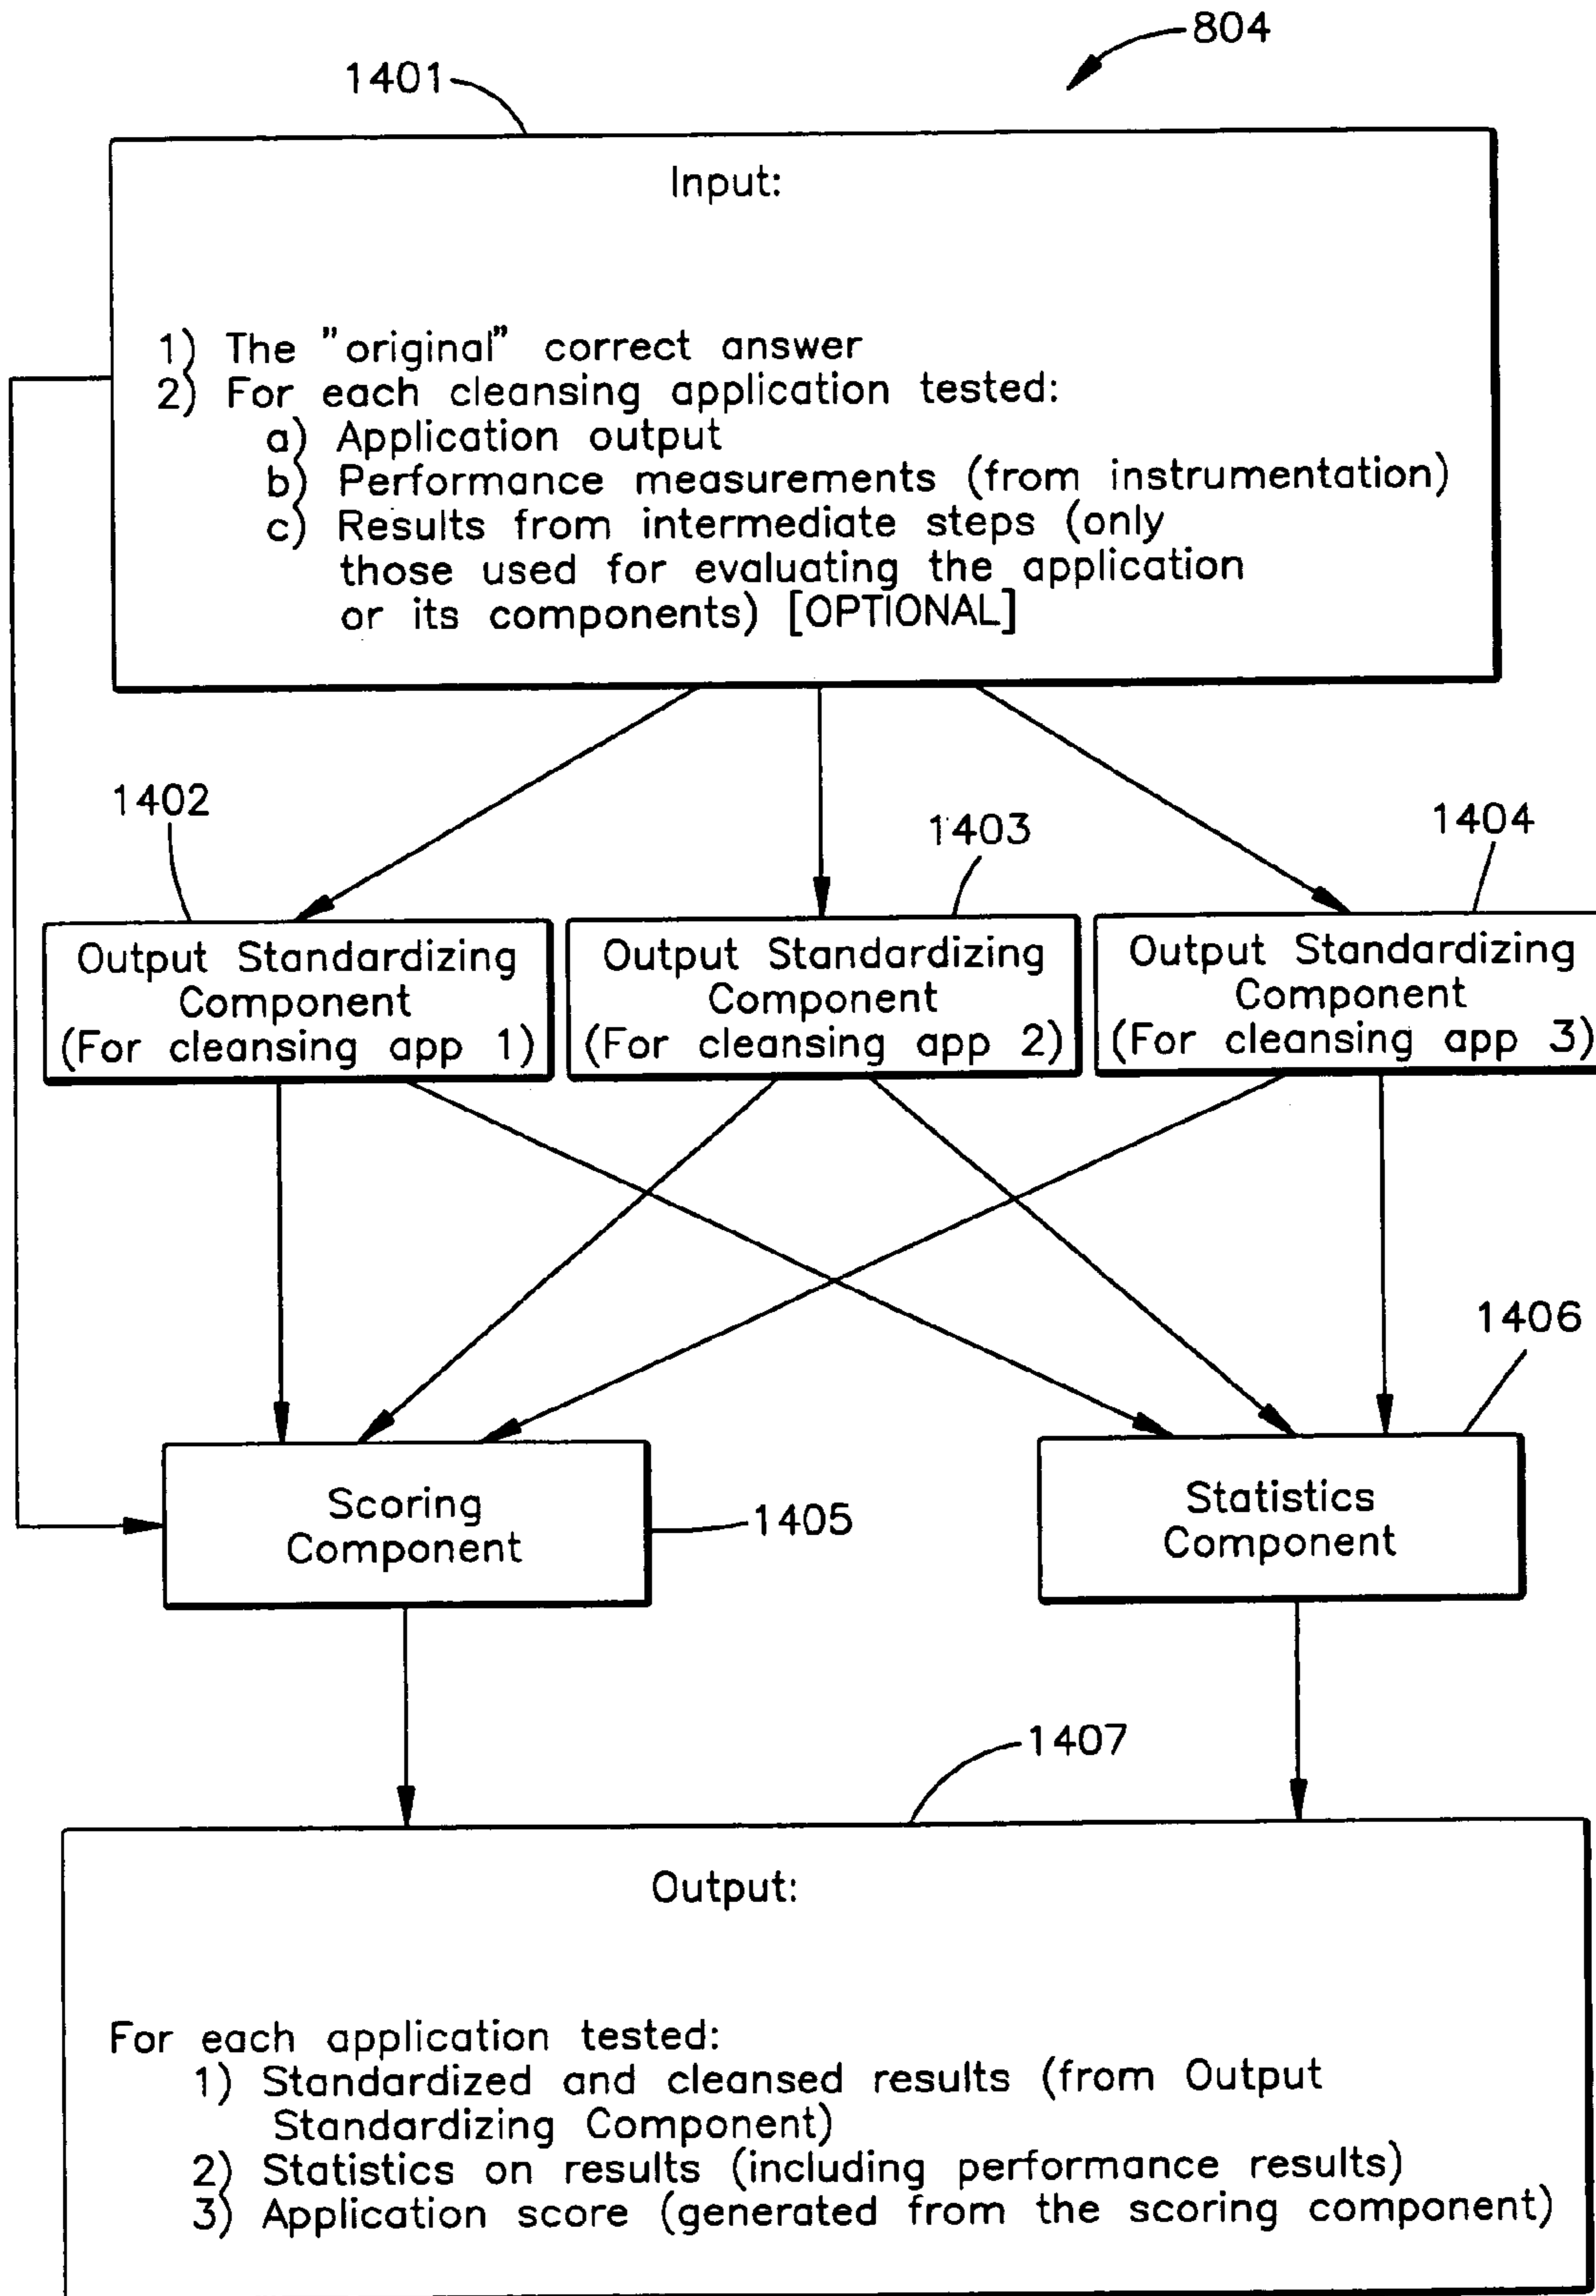 804
1401
Input:
1) The "original" correct answer
2) For each cleansing application tested:
a) Application output
b) Performance measurements (from instrumentation)
c) Results from intermediate steps (only
those used for evaluating the application
or its components) [OPTIONAL]
1402
1403
1404
Output Standardizing
Component
(For cleansing app 1)
Output Standardizing
Component
(For cleansing app 2)
Output Standardizing
Component
(For cleansing app 3)
1406
Scoring
Component
1405
Statistics
Component
1407
Output:
For each application tested:
1) Standardized and cleansed results (from Output
Standardizing Component)
2) Statistics on results (including performance results)
3) Application score (generated from the scoring component)